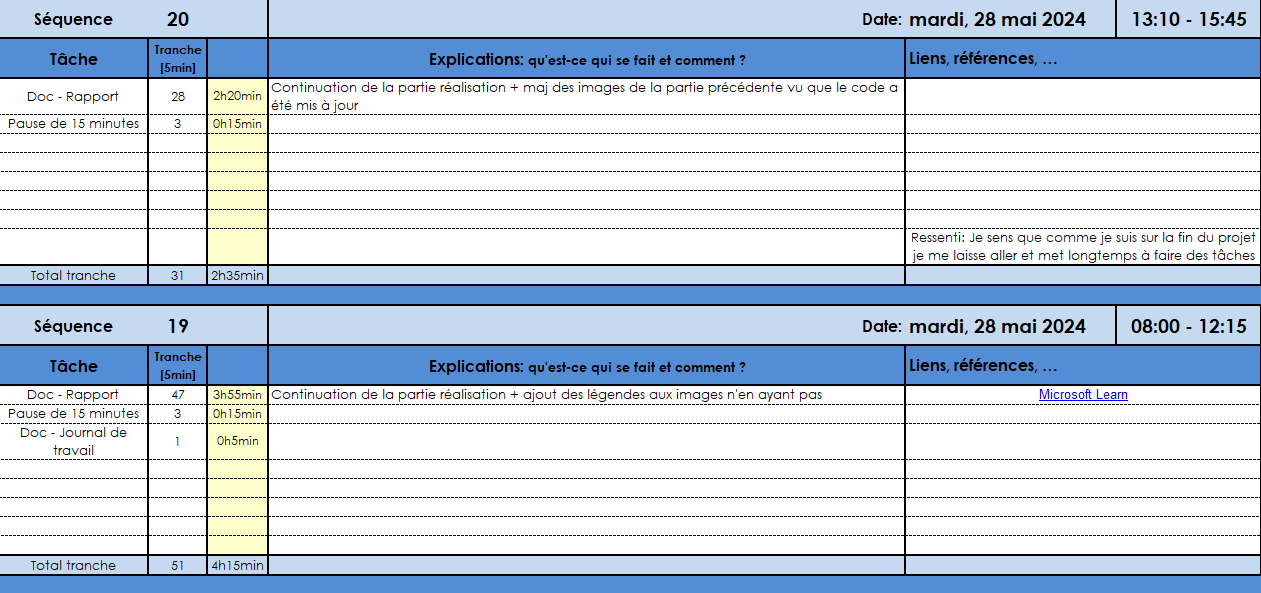 Séquence 20 Date: mardi, 28 mai 2024 13:10 - 15:45
Tâche Tranche [5min] Explications: qu'est-ce qui se fait et comment ? Liens, références, …
Doc - Rapport 28 2h20min Continuation de la partie réalisation + maj des images de la partie précédente vu que le code a
été mis à jour
Pause de 15 minutes 3 0h15min
Ressenti: Je sens que comme je suis sur la fin du projet
je me laisse aller et met longtemps à faire des tâches
Total tranche 31 2h35min
Séquence 19 Date: mardi, 28 mai 2024 08:00 - 12:15
Tâche Tranche [5min] Explications: qu'est-ce qui se fait et comment ? Liens, références, …
Doc - Rapport 47 3h55min Continuation de la partie réalisation + ajout des légendes aux images n'en ayant pas Microsoft Learn
Pause de 15 minutes 3 0h15min
Doc - Journal de
travail 1 0h5min
Total tranche 51 4h15min